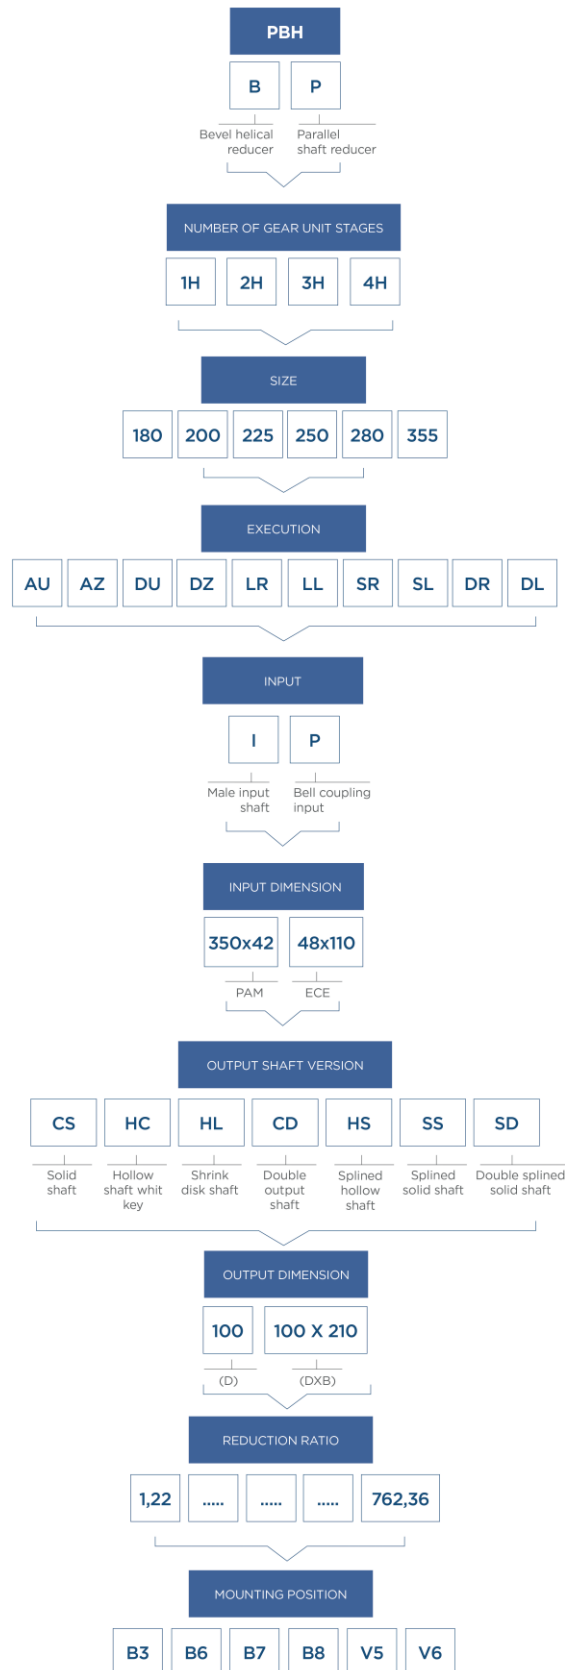 PBH
B P
Bevel helical Parallel
reducer shaft reducer
NUMBER OF GEAR UNIT STAGES
1H 2H 3H 4H
SIZE
180 200 225 250 280 355
EXECUTION
AU AZ DU DZ LR LL SR SL DR DL
INPUT
I P
Male input Bell coupling
shaft input
INPUT DIMENSION
350x42 48x110
PAM ECE
OUTPUT SHAFT VERSION
CS HC HL CD HS SS SD
Solid Hollow Shrink Double Splined Splined Double splined
shaft shaft whit disk shaft output hollow solid shaft solid shaft
key shaft shaft
OUTPUT DIMENSION
100 100 X 210
(D) (DXB)
REDUCTION RATIO
1,22 ..... ..... ..... 762,36
MOUNTING POSITION
B3 B6 B7 B8 V5 V6